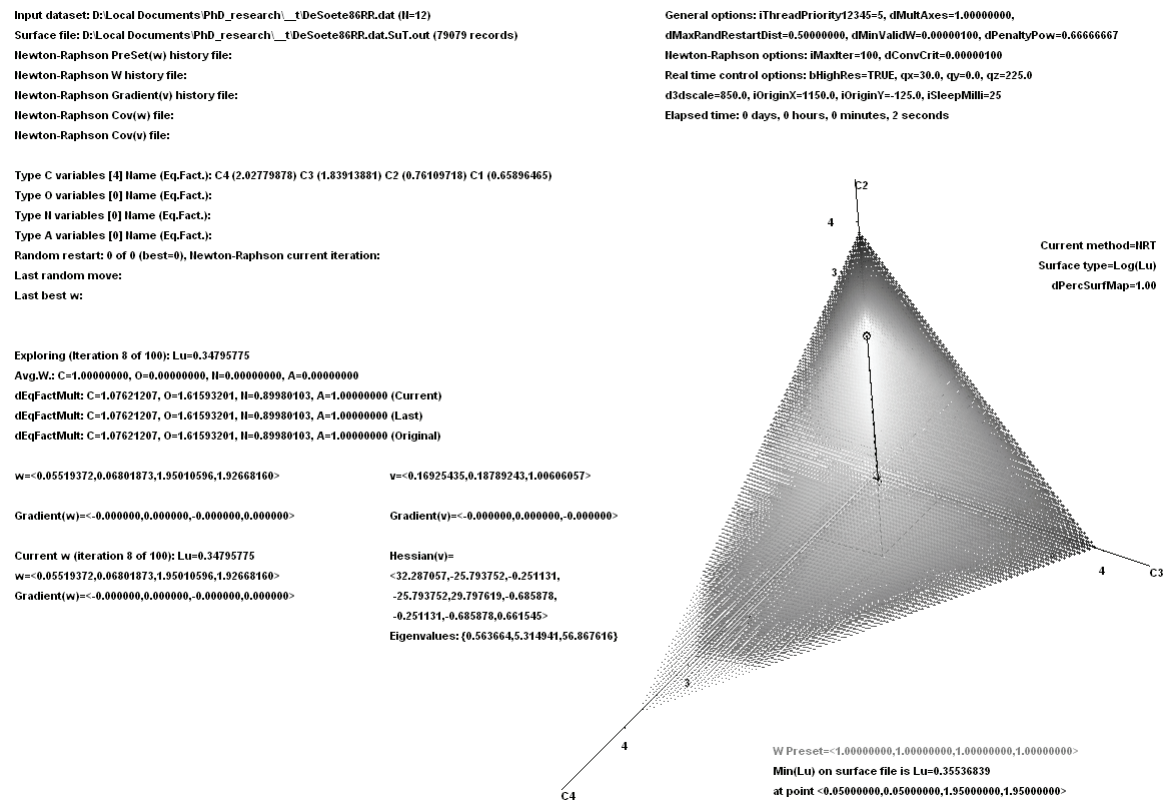 Input dataset: D:\Local Documents\PhD_research\__t\DeSoete86RR.dat (N=12)
Surface file: D:\Local Documents\PhD_research\__t\DeSoete86RR.dat.SuT.out (79079 records)
Newton-Raphson PreSet(w) history file:
Newton-Raphson W history file:
Newton-Raphson Gradient(v) history file:
Newton-Raphson Cov(w) file:
Newton-Raphson Cov(v) file:
General options: iThreadPriority12345=5, dMultAxes=1.00000000,
dMaxRandRestartDist=0.50000000, dMinValidW=0.00000100, dPenaltyPow=0.66666667
Newton-Raphson options: iMaxIter=100, dConvCrit=0.00000100
Real time control options: bHighRes=TRUE, qx=30.0, qy=0.0, qz=225.0
d3dscale=850.0, iOriginX=1150.0, iOriginY=-125.0, iSleepMilli=25
Elapsed time: 0 days, 0 hours, 0 minutes, 2 seconds
Type C variables [4] Name (Eq.Fact.): C4 (2.02779878) C3 (1.83913881) C2 (0.76109718) C1 (0.65896465)
Type O variables [0] Name (Eq.Fact.):
Type N variables [0] Name (Eq.Fact.):
Type A variables [0] Name (Eq.Fact.):
Random restart: 0 of 0 (best=0), Newton-Raphson current iteration:
Last random move:
Last best w:
Exploring (Iteration 8 of 100): Lu=0.34795775
Avg.W.: C=1.00000000, O=0.00000000, N=0.00000000, A=0.00000000
dEqFactMult: C=1.07621207, O=1.61593201, N=0.89980103, A=1.00000000 (Current)
dEqFactMult: C=1.07621207, O=1.61593201, N=0.89980103, A=1.00000000 (Last)
dEqFactMult: C=1.07621207, O=1.61593201, N=0.89980103, A=1.00000000 (Original)
w=<0.05519372,0.06801873,1.95010596,1.92668160>
v=<0.16925435,0.18789243,1.00606057>
Gradient(w)=<-0.000000,0.000000,-0.000000,0.000000>
Gradient(v)=<-0.000000,0.000000,-0.000000>
Current w (iteration 8 of 100): Lu=0.34795775
w=<0.05519372,0.06801873,1.95010596,1.92668160>
Gradient(w)=<-0.000000,0.000000,-0.000000,0.000000>
Hessian(v)=
<32.287057,-25.793752,-0.251131,
-25.793752,29.797619,-0.685878,
-0.251131,-0.685878,0.661545>
Eigenvalues: {0.563664,5.314941,56.867616}
C2
4
3
Current method=NRT
Surface type=Log(Lu)
dPercSurfMap=1.00
4
C3
3
4
C4
W Preset=<1.00000000,1.00000000,1.00000000,1.00000000>
Min(Lu) on surface file is Lu=0.35536839
at point <0.05000000,0.05000000,1.95000000,1.95000000>